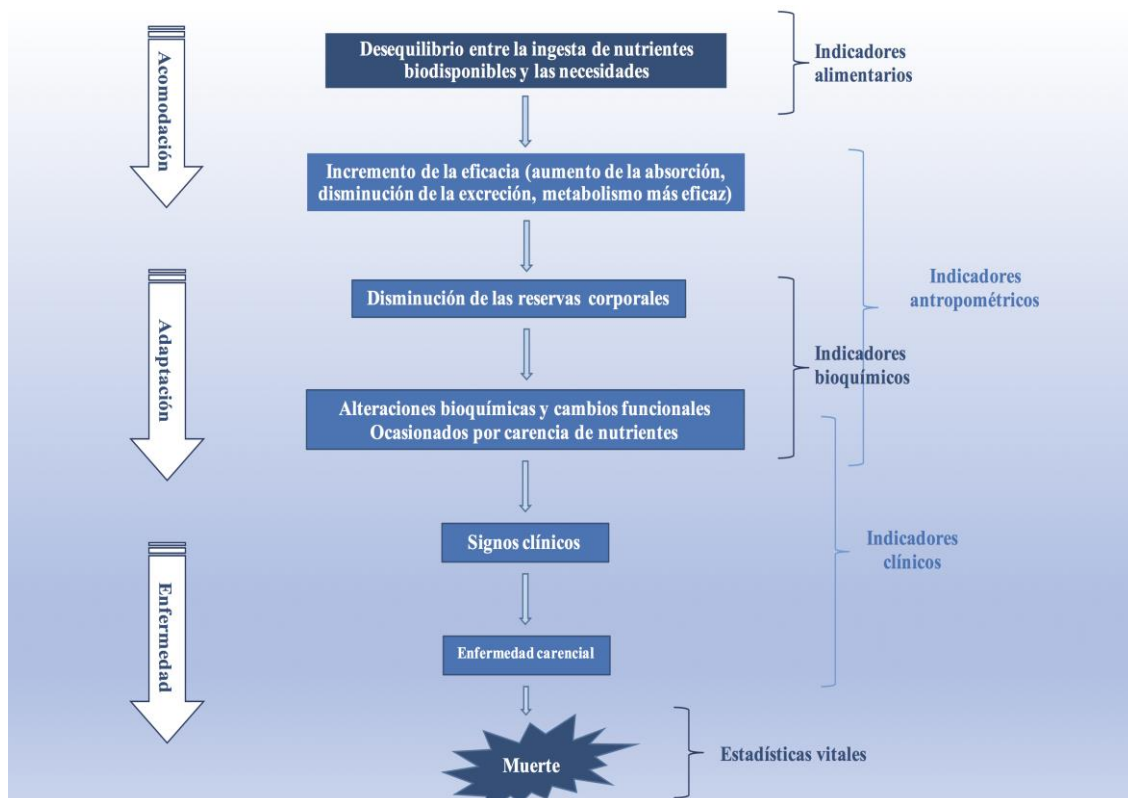 Acomodación
Desequilibrio entre la ingesta de nutrientes
biodisponibles y las necesidades
Indicadores
alimentarios
Incremento de la eficacia (aumento de la absorción,
disminución de la excreción, metabolismo más eficaz)
Indicadores
antropométricos
Adaptación
Disminución de las reservas corporales
Indicadores
bioquímicos
Alteraciones bioquímicas y cambios funcionales
Ocasionados por carencia de nutrientes
Enfermedad
Signos clínicos
Indicadores
clínicos
Enfermedad carencial
Muerte
Estadísticas vitales